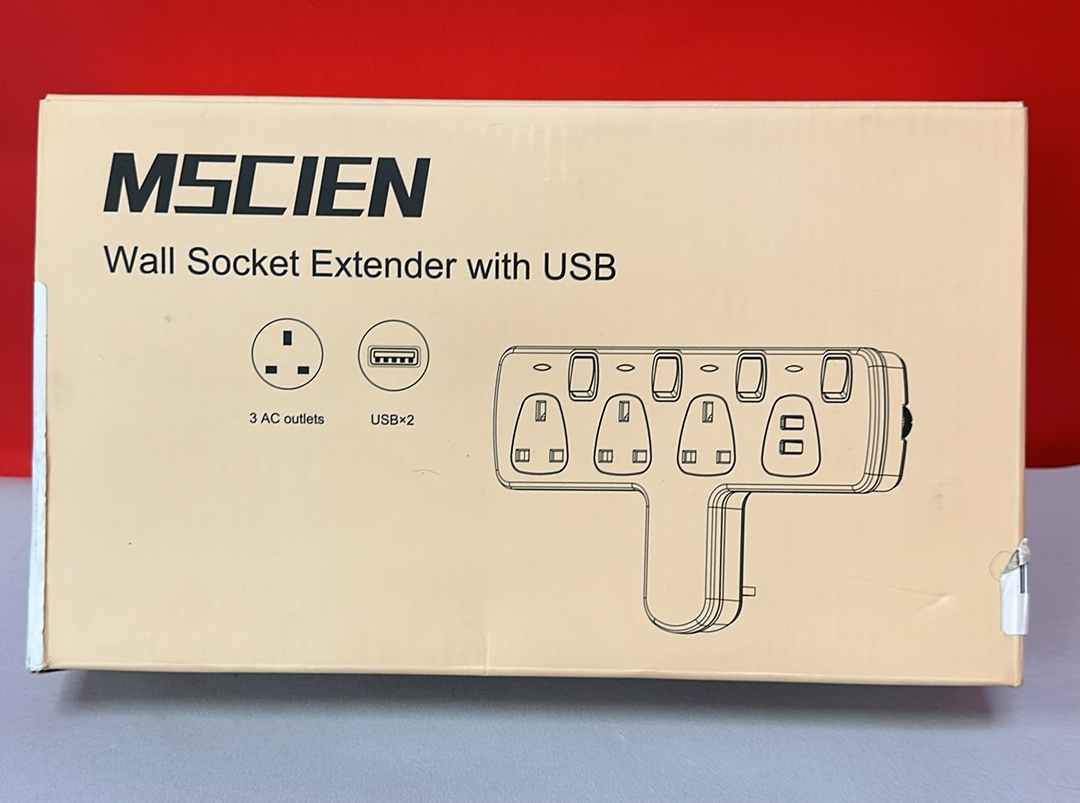 MSCIEN
Wall Socket Extender with USB
3 AC outlets
USB×2